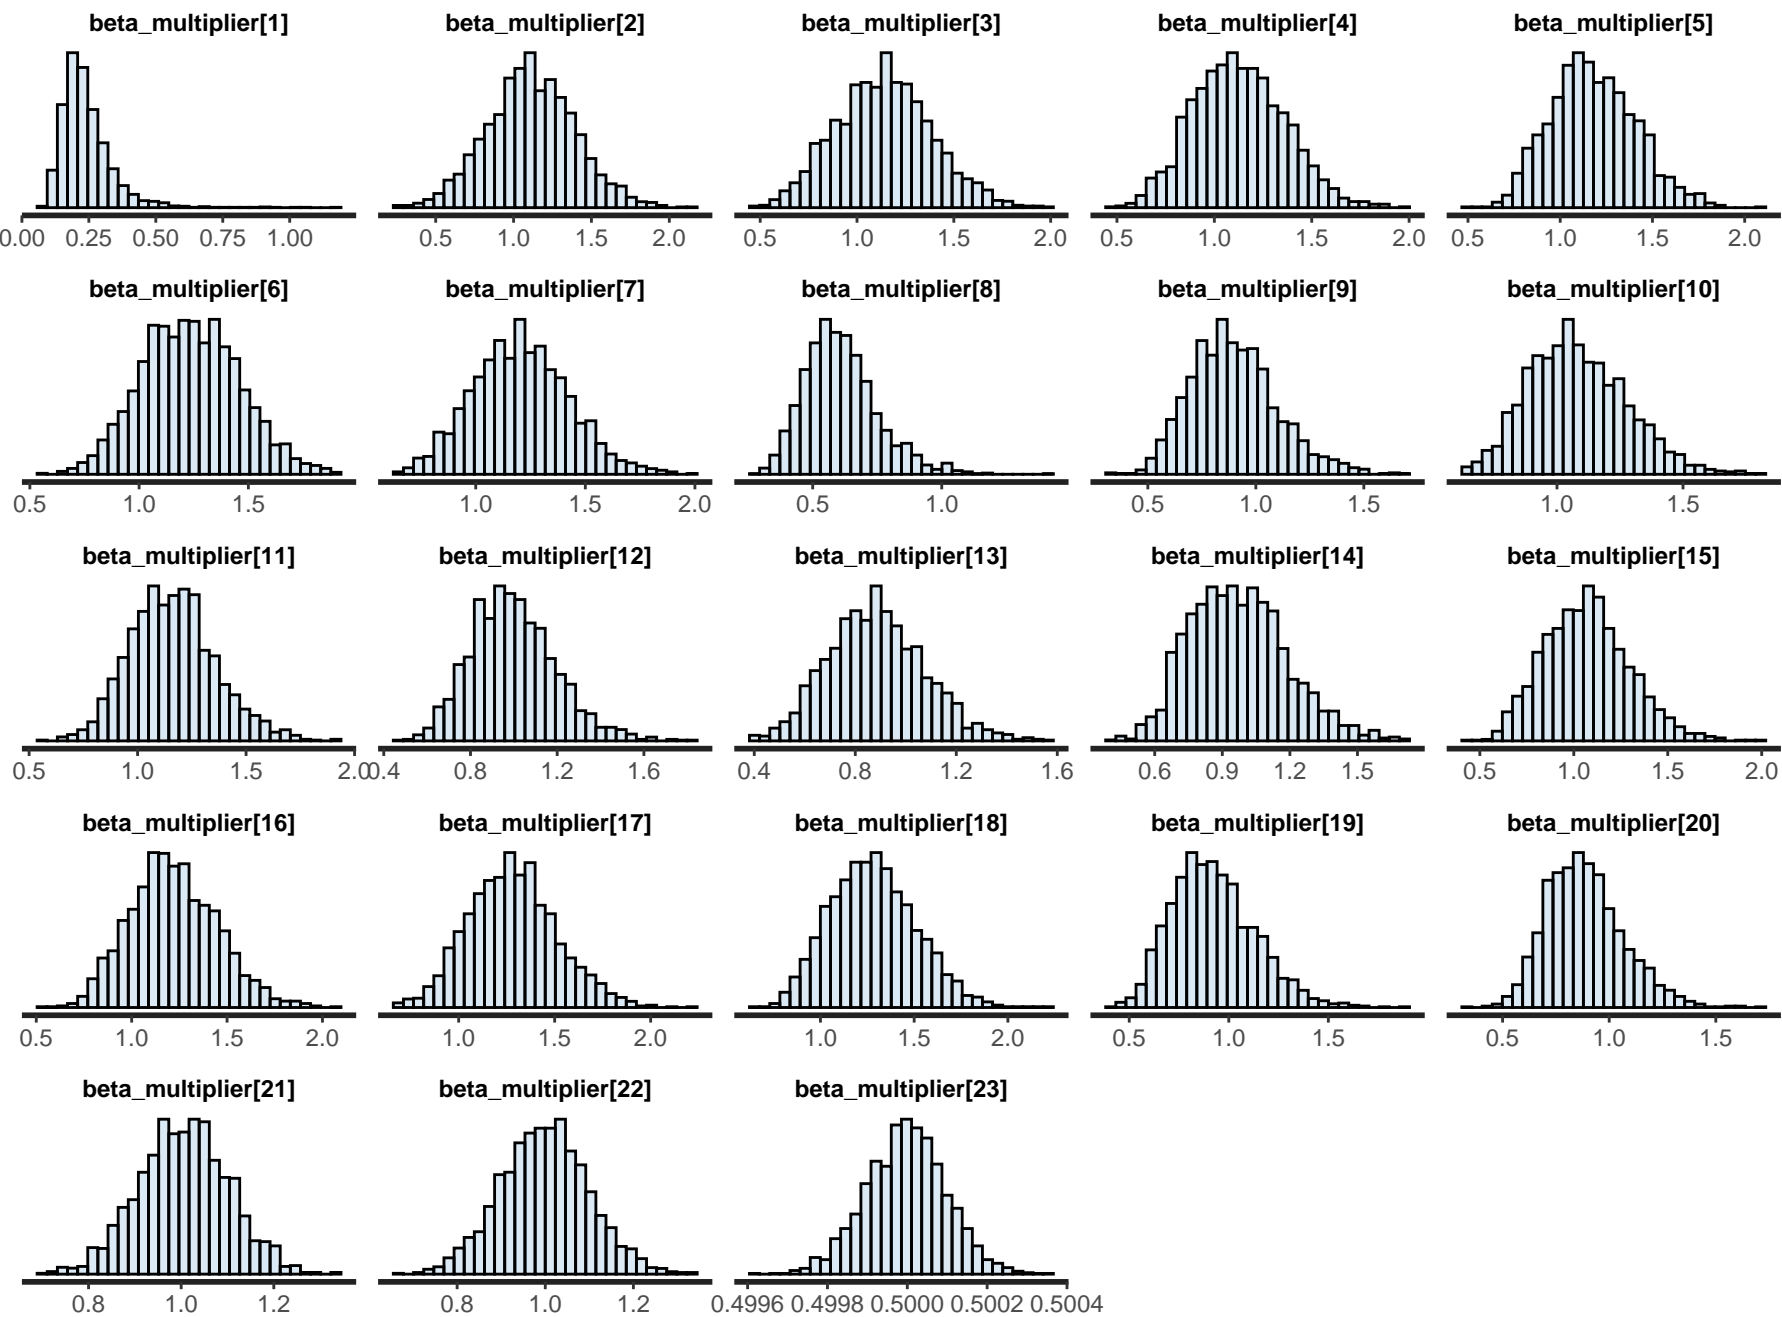 beta_multiplier[1] beta_multiplier[2] beta_multiplier[3] beta_multiplier[4] beta_multiplier[5]
0.00 0.25 0.50 0.75 1.00 0.5 1.0 1.5 2.0 0.5 1.0 1.5 2.0 0.5 1.0 1.5 2.0 0.5 1.0 1.5 2.0
beta_multiplier[6] beta_multiplier[7] beta_multiplier[8] beta_multiplier[9] beta_multiplier[10]
0.5 1.0 1.5 1.0 1.5 2.0 0.5 1.0 0.5 1.0 1.5 1.0 1.5
beta_multiplier[11] beta_multiplier[12] beta_multiplier[13] beta_multiplier[14] beta_multiplier[15]
0.5 1.0 1.5 2.0 0.4 0.8 1.2 1.6 0.4 0.8 1.2 1.6 0.6 0.9 1.2 1.5 0.5 1.0 1.5 2.0
beta_multiplier[16] beta_multiplier[17] beta_multiplier[18] beta_multiplier[19] beta_multiplier[20]
0.5 1.0 1.5 2.0 1.0 1.5 2.0 1.0 1.5 2.0 0.5 1.0 1.5 0.5 1.0 1.5
beta_multiplier[21] beta_multiplier[22] beta_multiplier[23]
0.8 1.0 1.2 0.8 1.0 1.2 0.4996 0.4998 0.5000 0.5002 0.5004